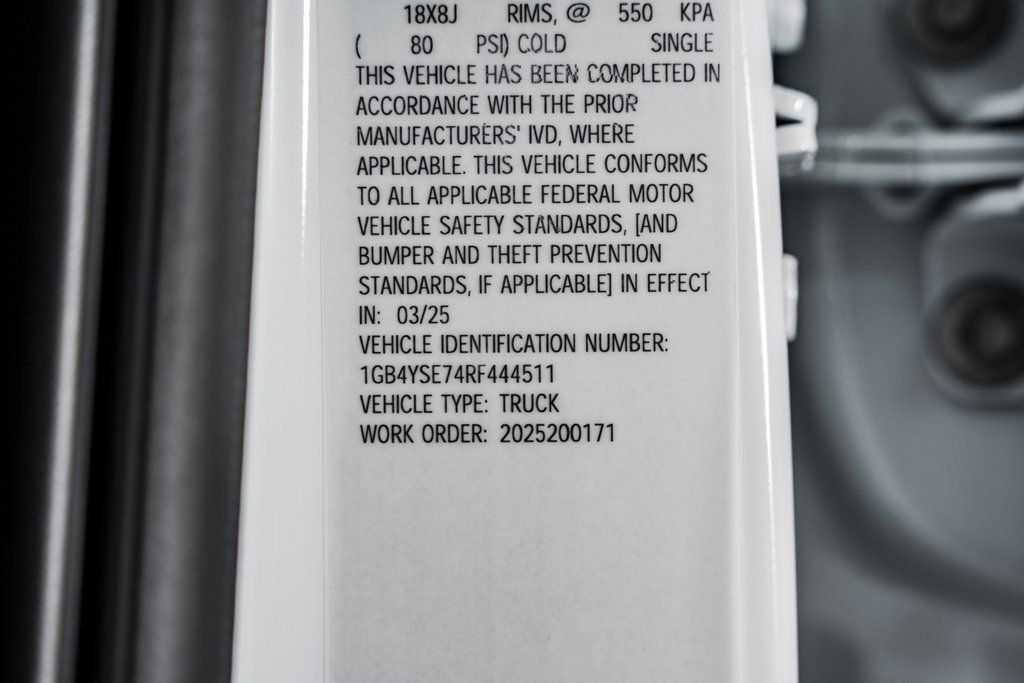 18X8J RIMS, @ 550 KPA
( 80 PSI) COLD SINGLE
THIS VEHICLE HAS BEEN COMPLETED IN
ACCORDANCE WITH THE PRIOR
MANUFACTURERS' IVD, WHERE
APPLICABLE. THIS VEHICLE CONFORMS
TO ALL APPLICABLE FEDERAL MOTOR
VEHICLE SAFETY STANDARDS, [AND
BUMPER AND THEFT PREVENTION
STANDARDS, IF APPLICABLE] IN EFFECT
IN: 03/25
VEHICLE IDENTIFICATION NUMBER:
1GB4YSE74RF444511
VEHICLE TYPE: TRUCK
WORK ORDER: 2025200171